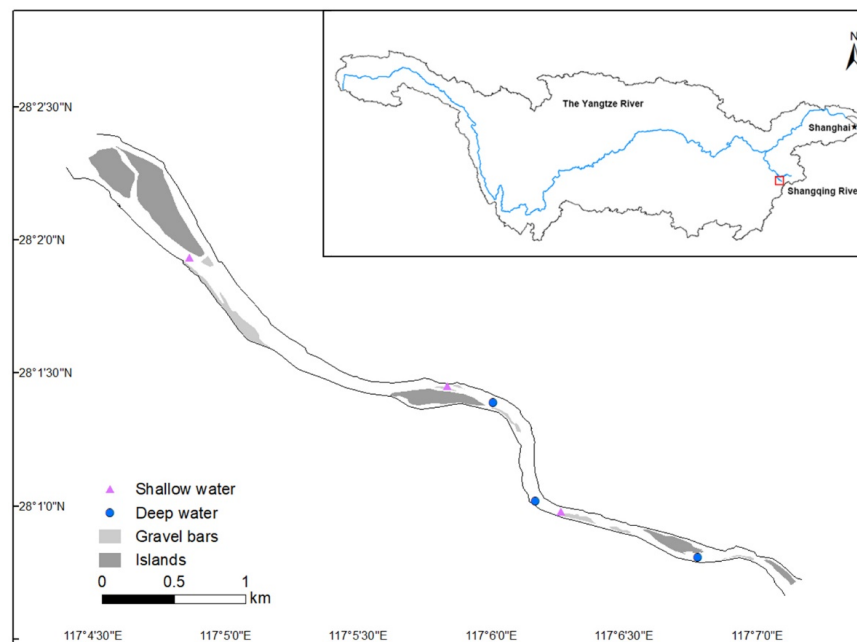 N
28°2'30"N
The Yangtze River
Shanghai
Shangqing River
28°2'0"N
28°1'30"N
28°1'0"N
Shallow water
Deep water
Gravel bars
Islands
0 0.5 1
km
117°4'30"E 117°5'0"E 117°5'30"E 117°6'0"E 117°6'30"E 117°7'0"E